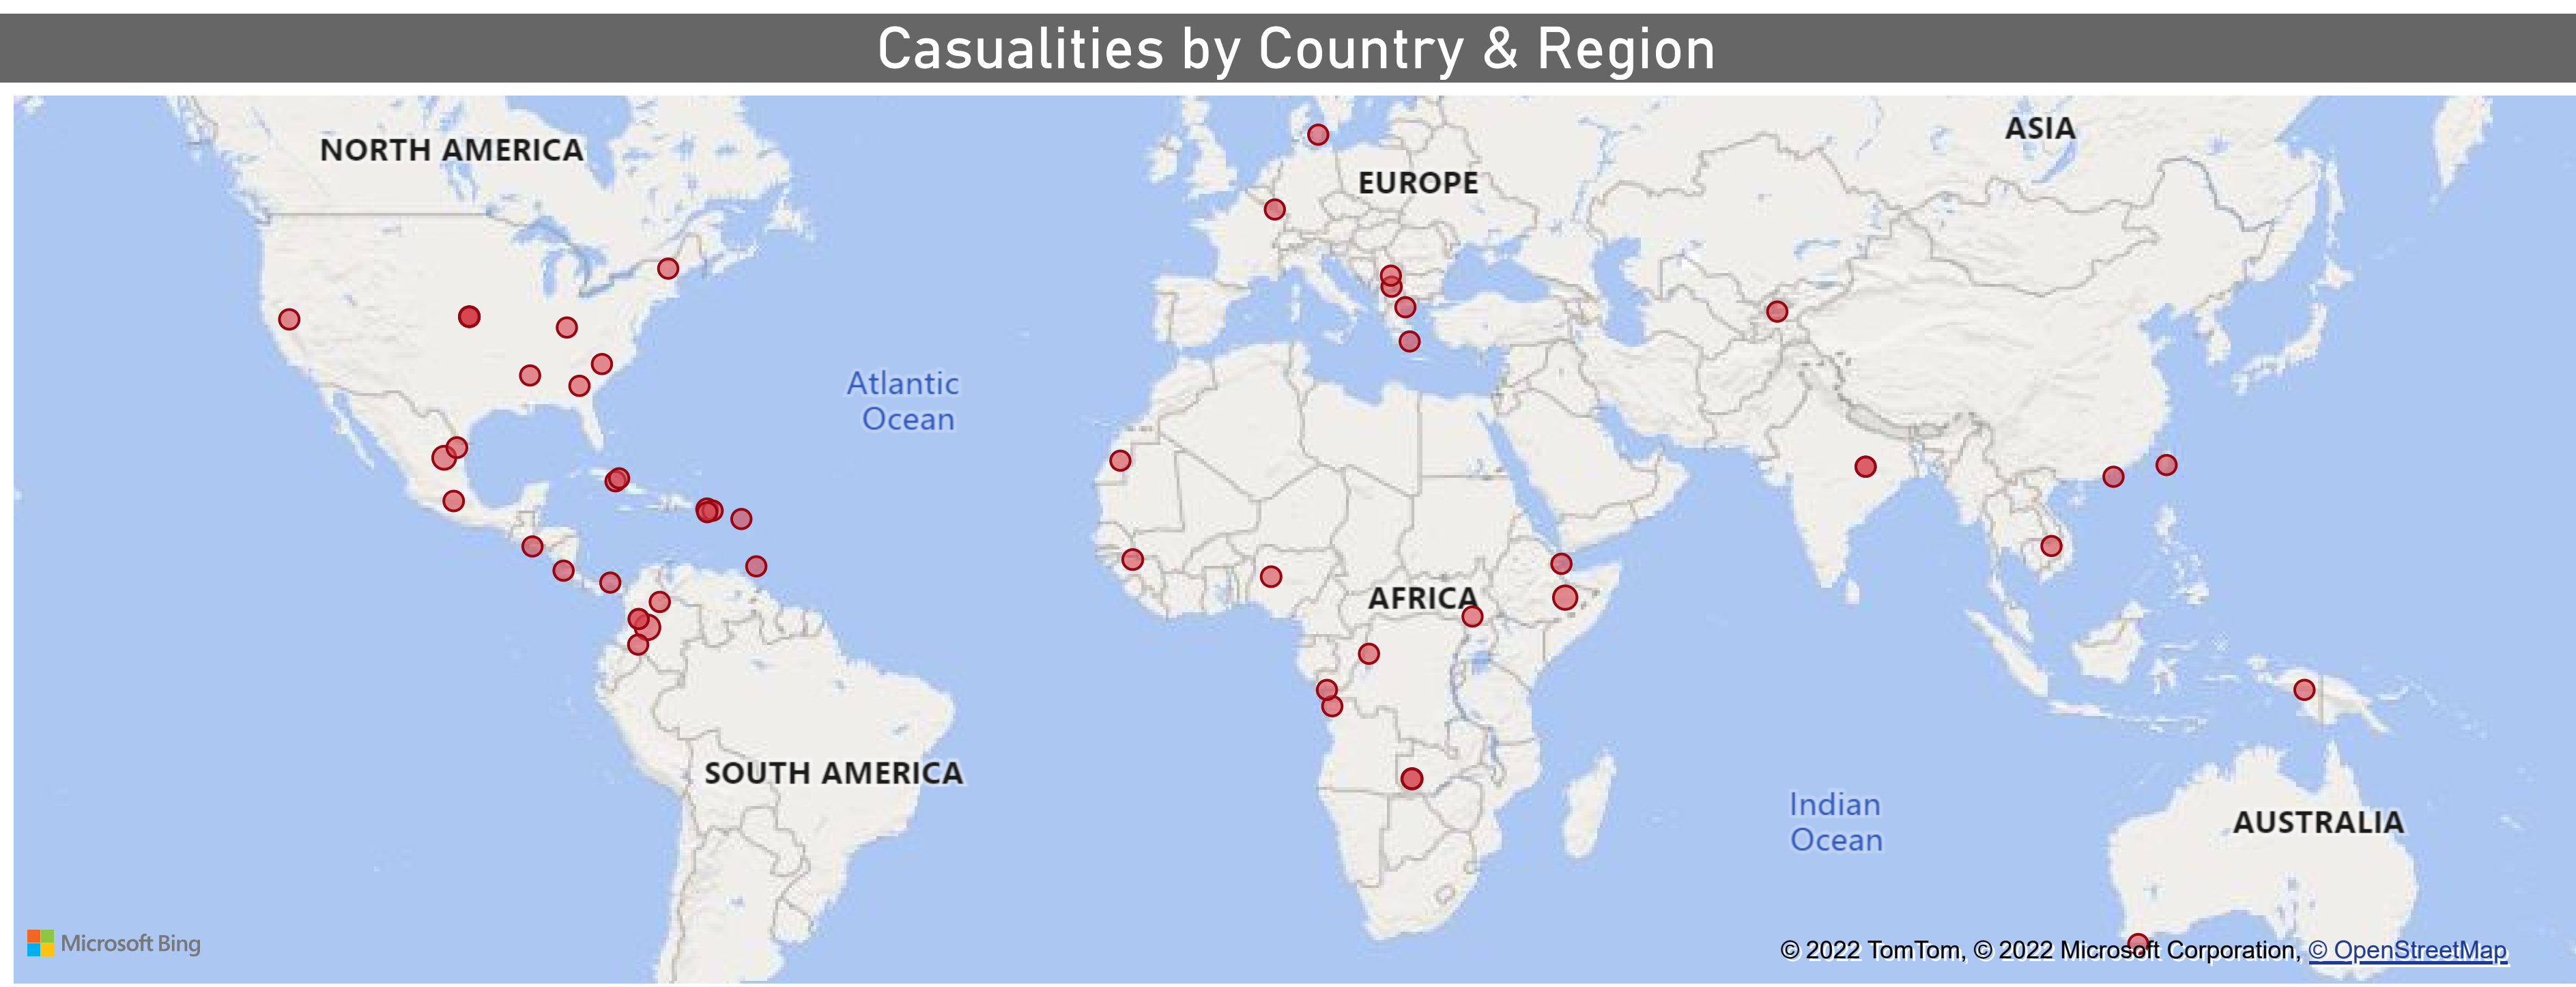 Casualities by Country & Region
NORTH AMERICA
ASIA
EUROPE
Atlantic
Ocean
AFRICA
SOUTH AMERICA
Indian
Ocean
AUSTRALIA
Microsoft Bing
© 2022 TomTom, © 2022 Microsoft Corporation, © OpenStreetMap